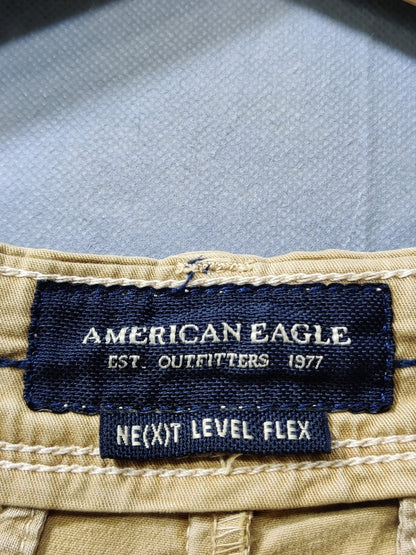 AMERICAN EAGLE
EST. OUTFITTERS 1977
NE(X)T LEVEL FLEX